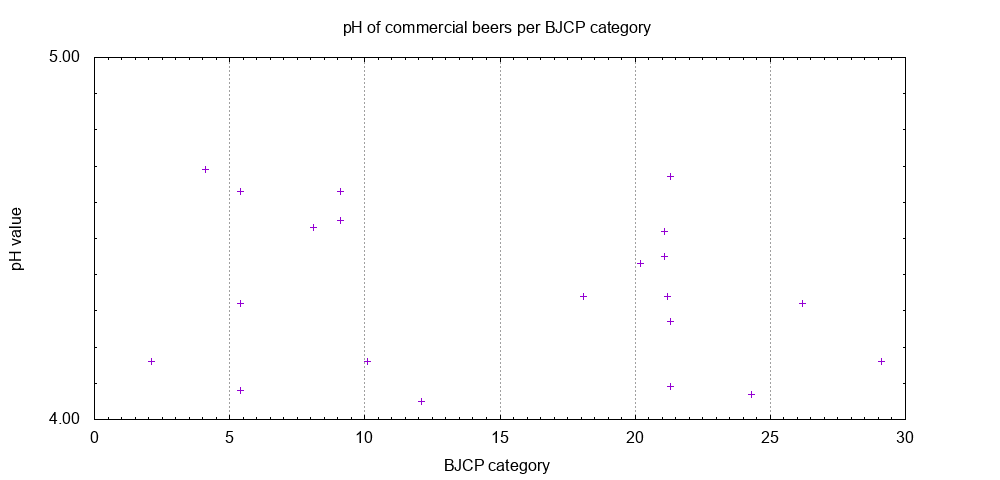 pH of commercial beers per BJCP category
5.00
pH value
4.00
0 5 10 15 20 25 30
BJCP category